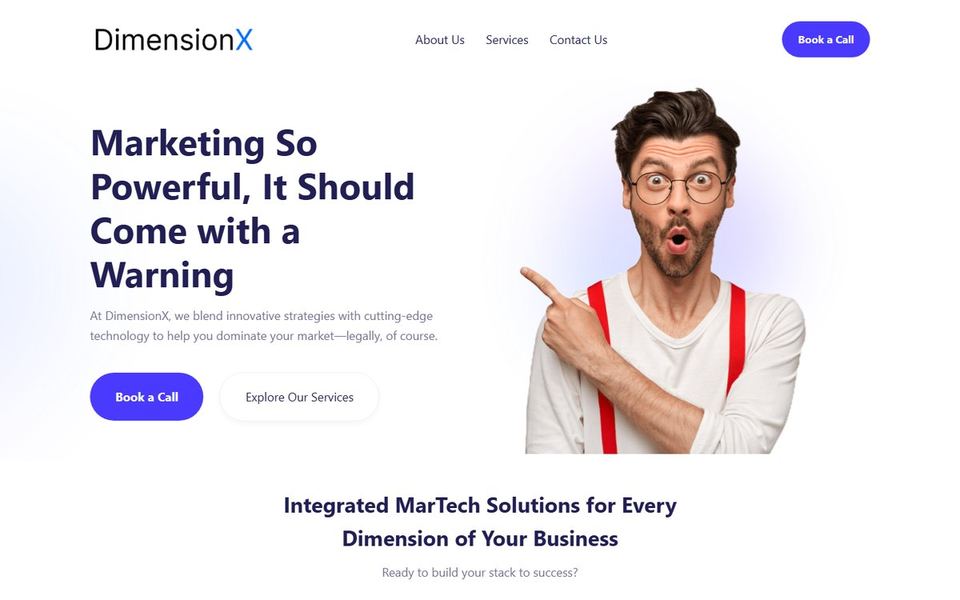 DimensionX
About Us
Services
Contact Us
Book a Call
Marketing So
Powerful, It Should
Come with a
Warning
At DimensionX, we blend innovative strategies with cutting-edge
technology to help you dominate your market—legally, of course.
Book a Call
Explore Our Services
Integrated MarTech Solutions for Every
Dimension of Your Business
Ready to build your stack to success?